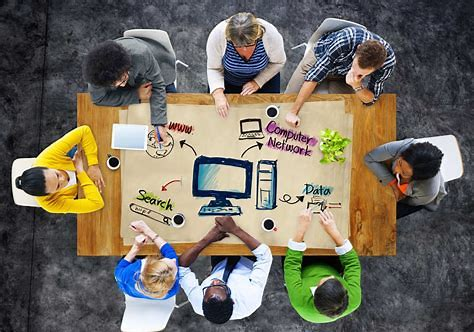 www
Computer
Network
Search
Data